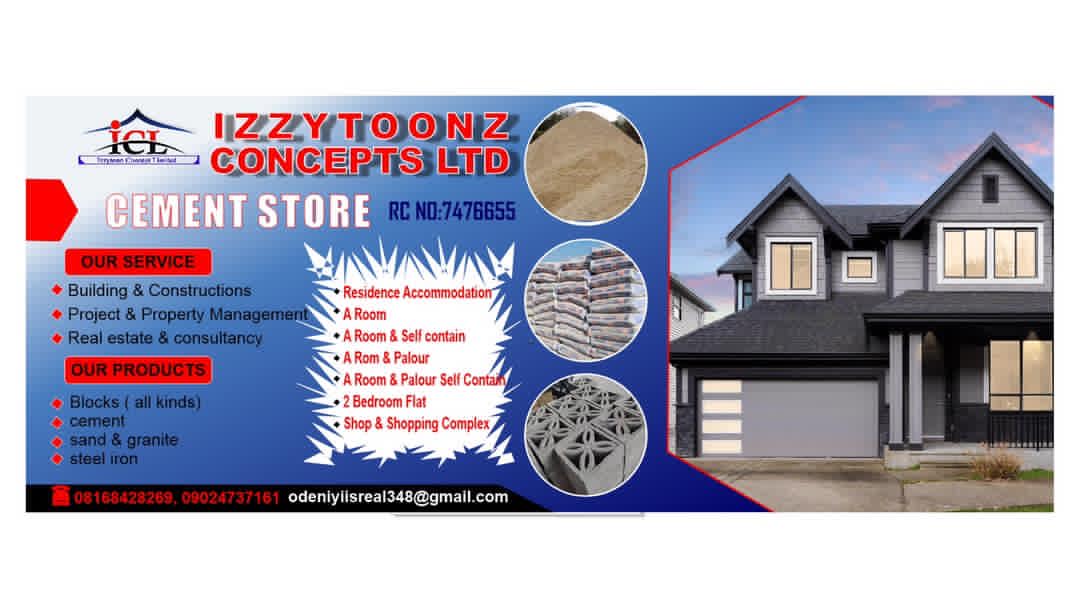 ICL
IZZYTOONZ
CONCEPTS LTD
CEMENT STORE
RC NO:7476655
OUR SERVICE
Building & Constructions
Project & Property Management
Real estate & consultancy
OUR PRODUCTS
Blocks ( all kinds)
cement
sand & granite
steel iron
Residence Accommodation
A Room
A Room & Self contain
A Rom & Palour
A Room & Palour Self Contain
2 Bedroom Flat
Shop & Shopping Complex
08168428269, 09024737161 odeniyiisreal348@gmail.com